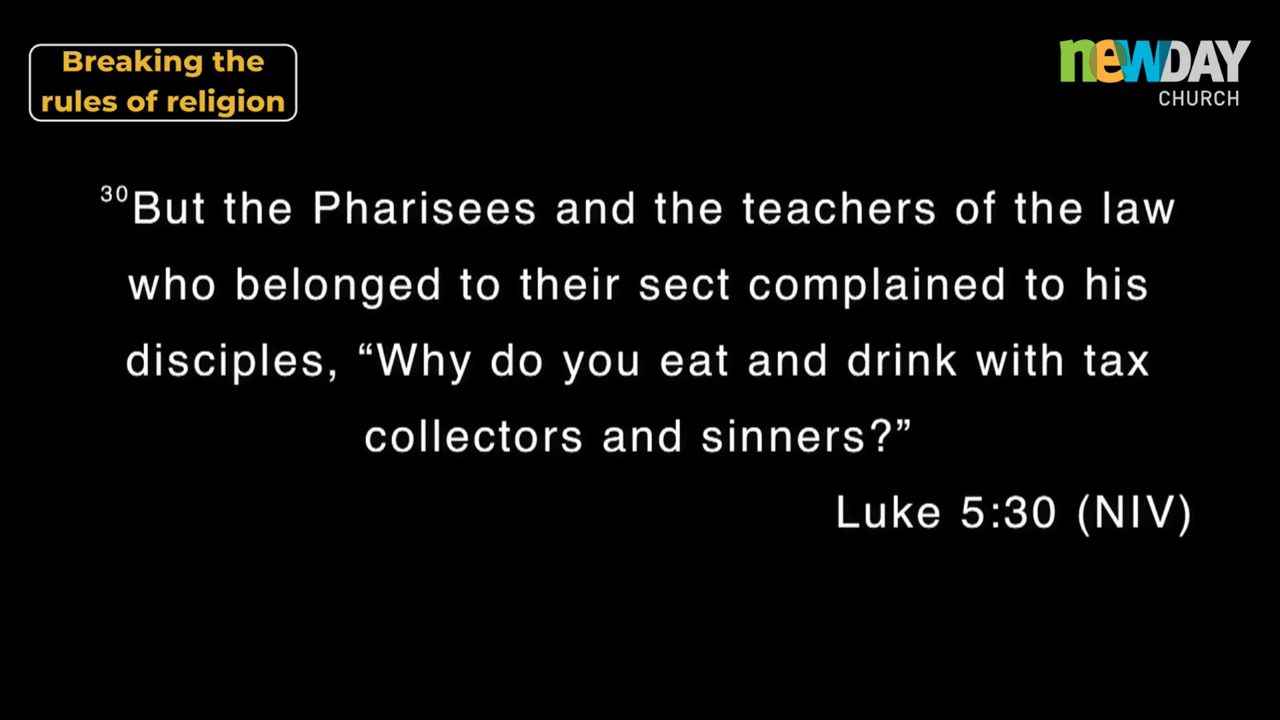 Breaking the
rules of religion
newDAY
CHURCH
30But the Pharisees and the teachers of the law
who belonged to their sect complained to his
disciples, “Why do you eat and drink with tax
collectors and sinners?”
Luke 5:30 (NIV)